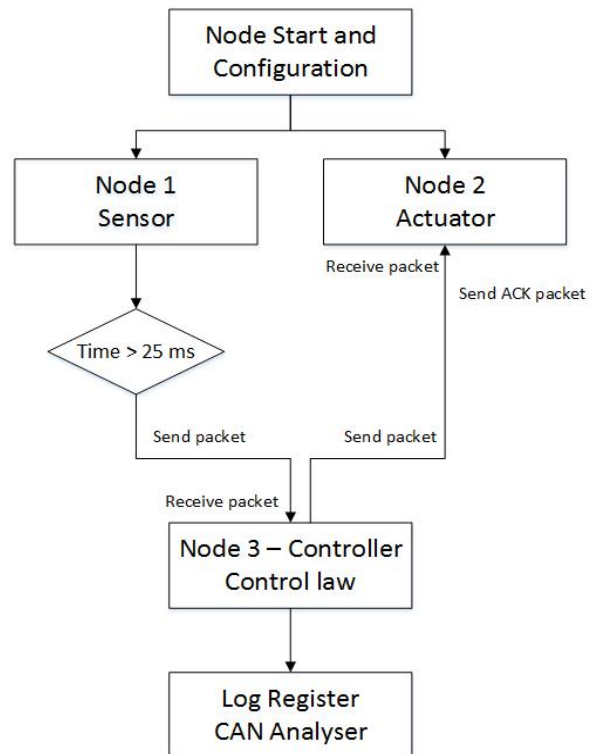 Node Start and
Configuration
Node 1
Sensor
Node 2
Actuator
Receive packet
Send ACK packet
Time > 25 ms
Send packet
Send packet
Receive packet
Node 3 – Controller
Control law
Log Register
CAN Analyser